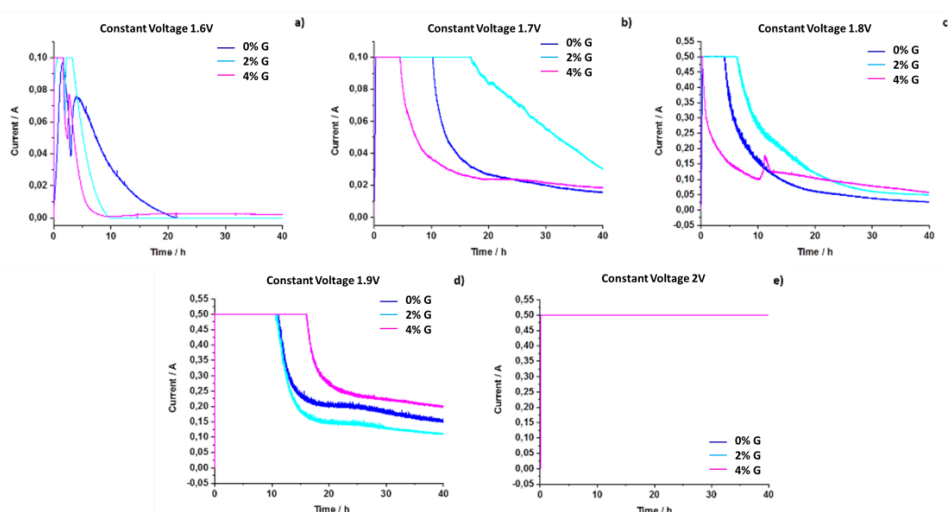 Constant Voltage 1.6V
a)
0% G
2% G
4% G
0,10
0,08
0,06
0,04
0,02
0,00
Current / A
0
10
20
30
40
Time / h
Constant Voltage 1.7V
b)
0% G
2% G
4% G
0,10
0,08
0,06
0,04
0,02
0,00
Current / A
0
10
20
30
40
Time / h
Constant Voltage 1.8V
c
0% G
2% G
4% G
0,55
0,50
0,45
0,40
0,35
0,30
0,25
0,20
0,15
0,10
0,05
0,00
-0,05
Current / A
0
10
20
30
40
Time / h
Constant Voltage 1.9V
d)
0% G
2% G
4% G
0,55
0,50
0,45
0,40
0,35
0,30
0,25
0,20
0,15
0,10
0,05
0,00
-0,05
Current / A
0
10
20
30
40
Time / h
Constant Voltage 2V
e)
0,55
0,50
0,45
0,40
0,35
0,30
0,25
0,20
0,15
0,10
0,05
0,00
-0,05
Current / A
0% G
2% G
4% G
0
10
20
30
40
Time / h